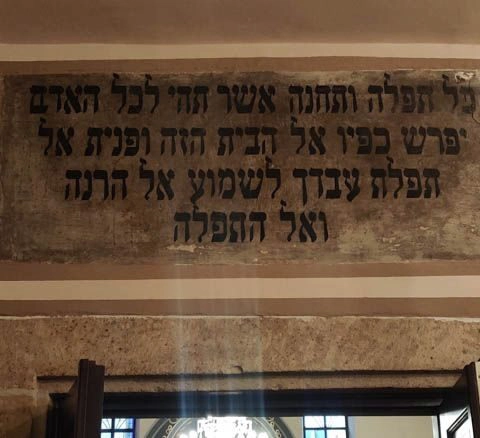 כל תפלה ותחנה אשר תהי לכל האדם
יפרש כפיו אל הבית הזה ופנית אל
תפלת עבדך לשמוע אל הרנה
ואל התפלה